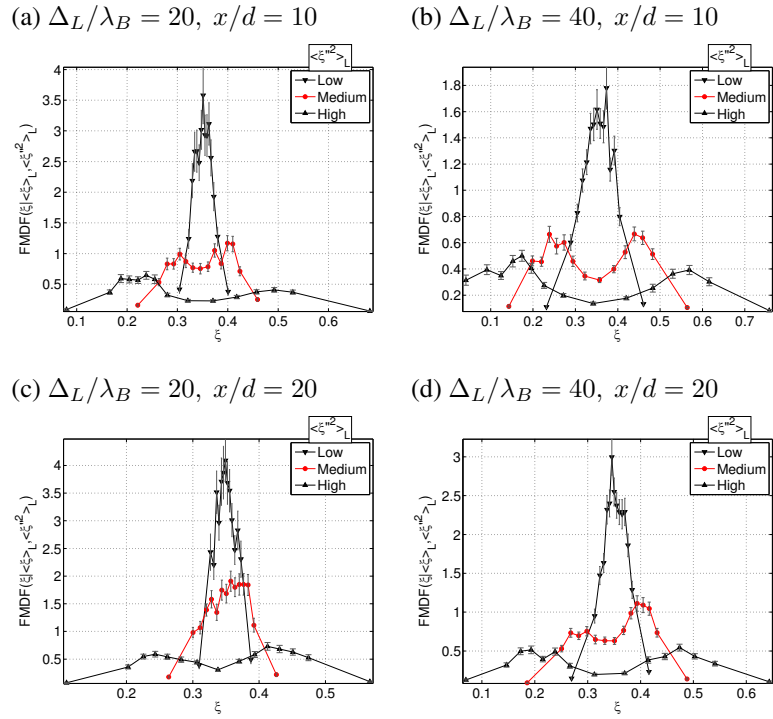 (a) Δ_L/λ_B = 20, x/d = 10
<ξ''²>_L
Low
Medium
High
FMDF(ξ|<ξ>_L,<ξ''²>_L)
4
3.5
3
2.5
2
1.5
1
0.5
0.1 0.2 0.3 0.4 0.5
ξ
(b) Δ_L/λ_B = 40, x/d = 10
<ξ''²>_L
Low
Medium
High
FMDF(ξ|<ξ>_L,<ξ''²>_L)
1.8
1.6
1.4
1.2
1
0.8
0.6
0.4
0.2
0.1 0.2 0.3 0.4 0.5 0.6 0.7
ξ
(c) Δ_L/λ_B = 20, x/d = 20
<ξ''²>_L
Low
Medium
High
FMDF(ξ|<ξ>_L,<ξ''²>_L)
4
3.5
3
2.5
2
1.5
1
0.5
0.2 0.3 0.4 0.5
ξ
(d) Δ_L/λ_B = 40, x/d = 20
<ξ''²>_L
Low
Medium
High
FMDF(ξ|<ξ>_L,<ξ''²>_L)
3
2.5
2
1.5
1
0.5
0.1 0.2 0.3 0.4 0.5 0.6
ξ